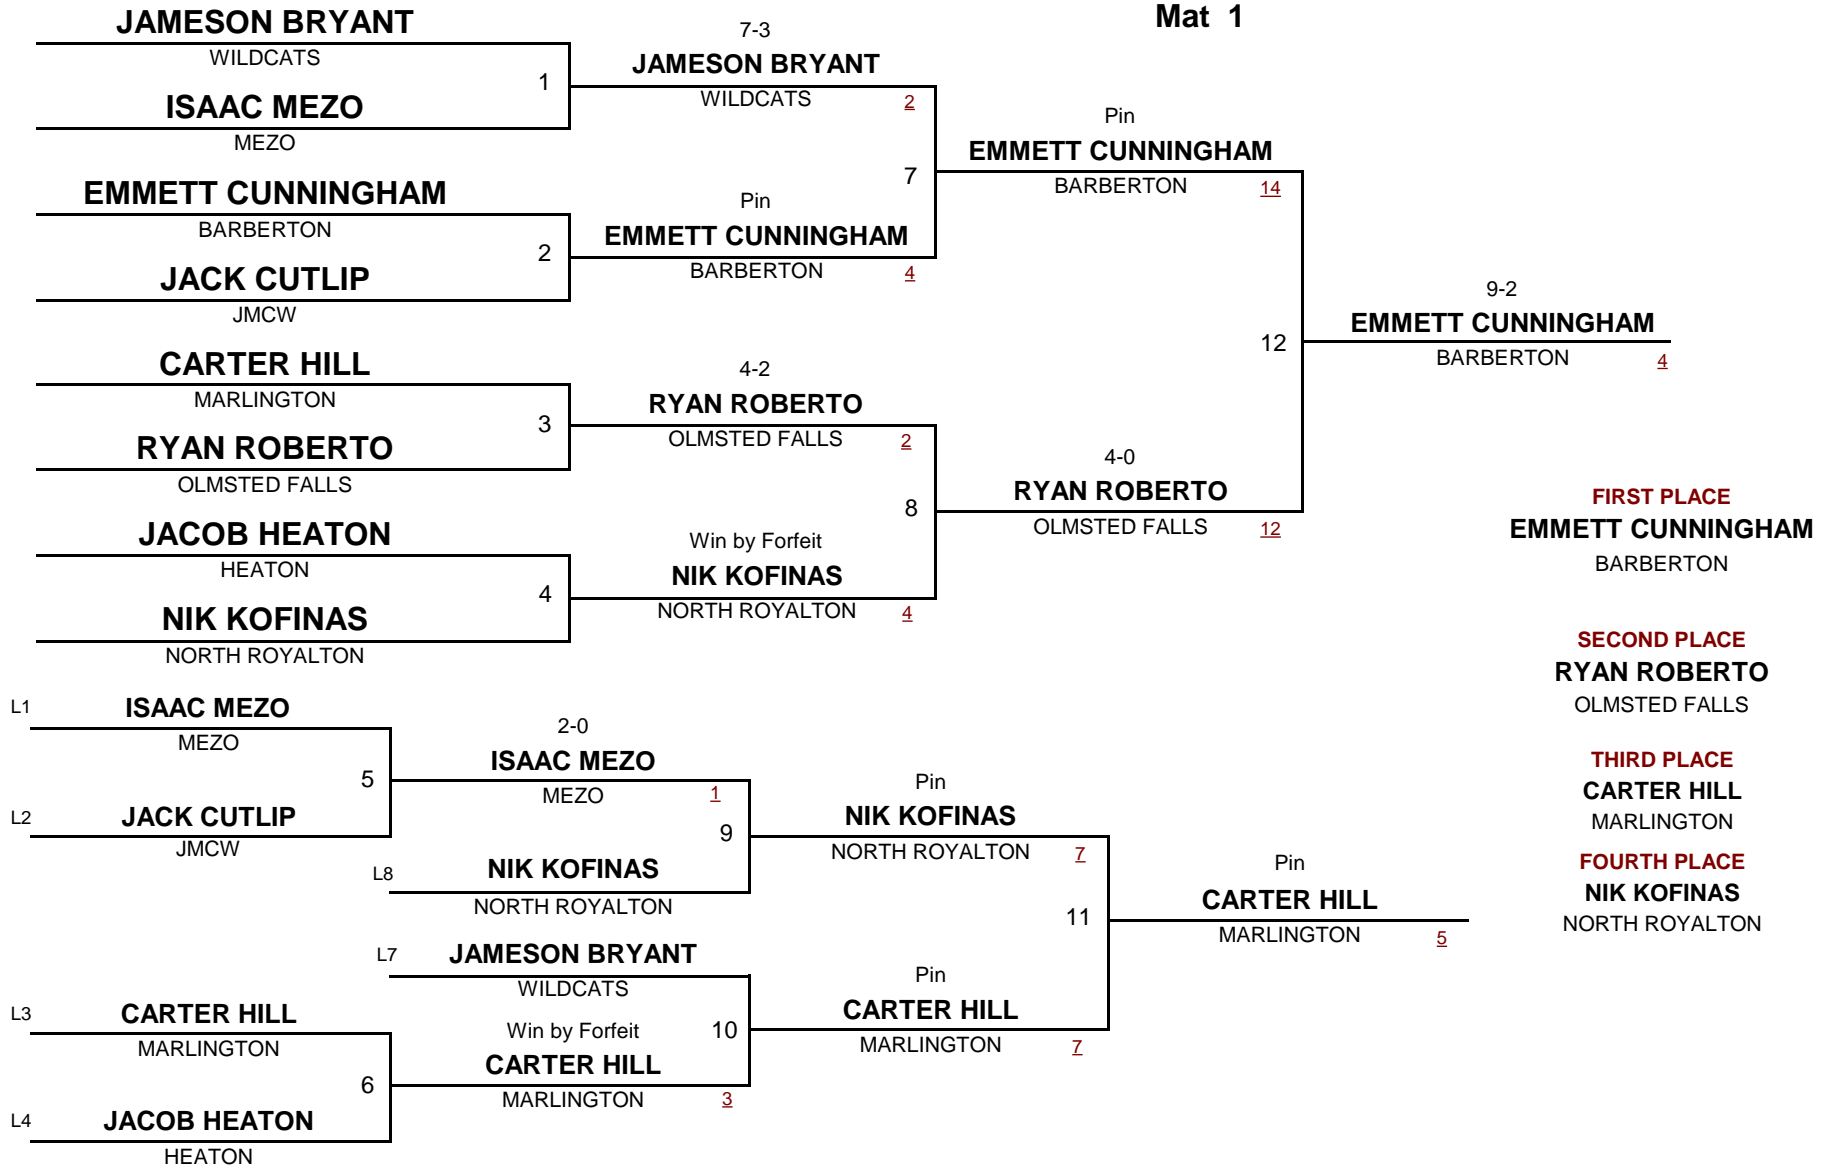 Mat 1
JAMESON BRYANT
WILDCATS
1
ISAAC MEZO
MEZO
EMMETT CUNNINGHAM
BARBERTON
2
JACK CUTLIP
JMCW
CARTER HILL
MARLINGTON
3
RYAN ROBERTO
OLMSTED FALLS
JACOB HEATON
HEATON
4
NIK KOFINAS
NORTH ROYALTON
7-3
JAMESON BRYANT
WILDCATS 2
7
Pin
EMMETT CUNNINGHAM
BARBERTON 4
4-2
RYAN ROBERTO
OLMSTED FALLS 2
8
Win by Forfeit
NIK KOFINAS
NORTH ROYALTON 4
Pin
EMMETT CUNNINGHAM
BARBERTON 14
12
4-0
RYAN ROBERTO
OLMSTED FALLS 12
9-2
EMMETT CUNNINGHAM
BARBERTON 4
FIRST PLACE
EMMETT CUNNINGHAM
BARBERTON
SECOND PLACE
RYAN ROBERTO
OLMSTED FALLS
THIRD PLACE
CARTER HILL
MARLINGTON
FOURTH PLACE
NIK KOFINAS
NORTH ROYALTON
L1 ISAAC MEZO
MEZO
5
L2 JACK CUTLIP
JMCW
L3 CARTER HILL
MARLINGTON
6
L4 JACOB HEATON
HEATON
2-0
ISAAC MEZO
MEZO 1
9
L8 NIK KOFINAS
NORTH ROYALTON
L7 JAMESON BRYANT
WILDCATS
10
Win by Forfeit
CARTER HILL
MARLINGTON 3
Pin
NIK KOFINAS
NORTH ROYALTON 7
11
Pin
CARTER HILL
MARLINGTON 7
Pin
CARTER HILL
MARLINGTON 5